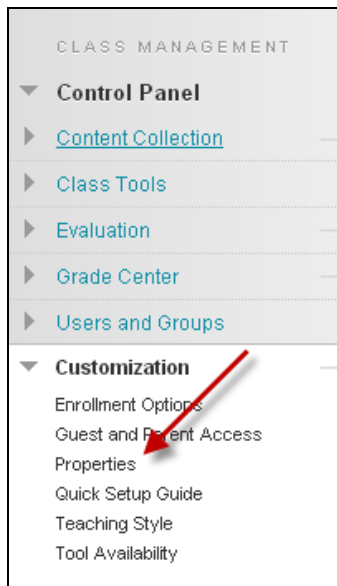 CLASS MANAGEMENT
Control Panel
Content Collection
Class Tools
Evaluation
Grade Center
Users and Groups
Customization
Enrollment Options
Guest and Parent Access
Properties
Quick Setup Guide
Teaching Style
Tool Availability